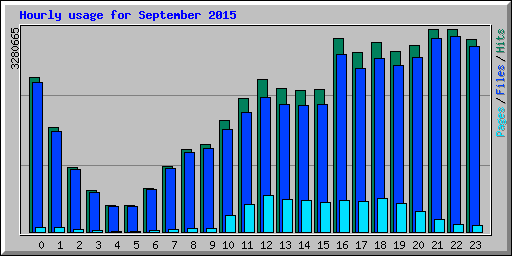 Hourly usage for September 2015
3280665
Pages/Files/Hits
0 1 2 3 4 5 6 7 8 9 10 11 12 13 14 15 16 17 18 19 20 21 22 23